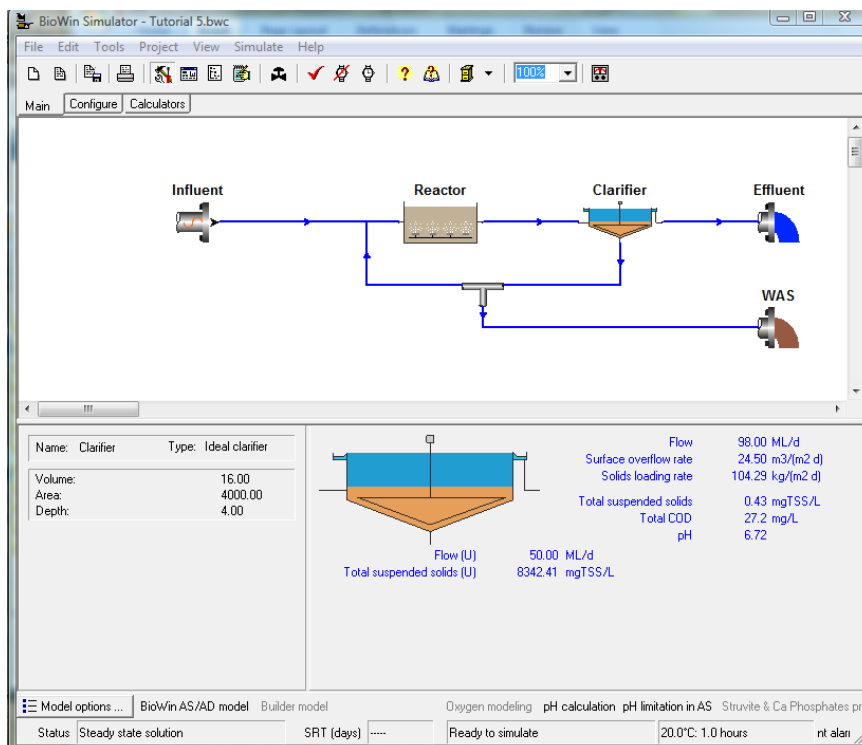 BioWin Simulator - Tutorial 5.bwc
File Edit Tools Project View Simulate Help
100%
Main Configure Calculators
Influent Reactor Clarifier Effluent
WAS
Name: Clarifier Type: Ideal clarifier
Volume: 16.00
Area: 4000.00
Depth: 4.00
Flow 98.00 ML/d
Surface overflow rate 24.50 m3/(m2 d)
Solids loading rate 104.29 kg/(m2 d)
Total suspended solids 0.43 mgTSS/L
Total COD 27.2 mg/L
pH 6.72
Flow (U) 50.00 ML/d
Total suspended solids (U) 8342.41 mgTSS/L
Model options ... BioWin AS/AD model Builder model Oxygen modeling pH calculation pH limitation in AS Struvite & Ca Phosphates pr
Status Steady state solution SRT (days) ----- Ready to simulate 20.0°C: 1.0 hours nt alarm